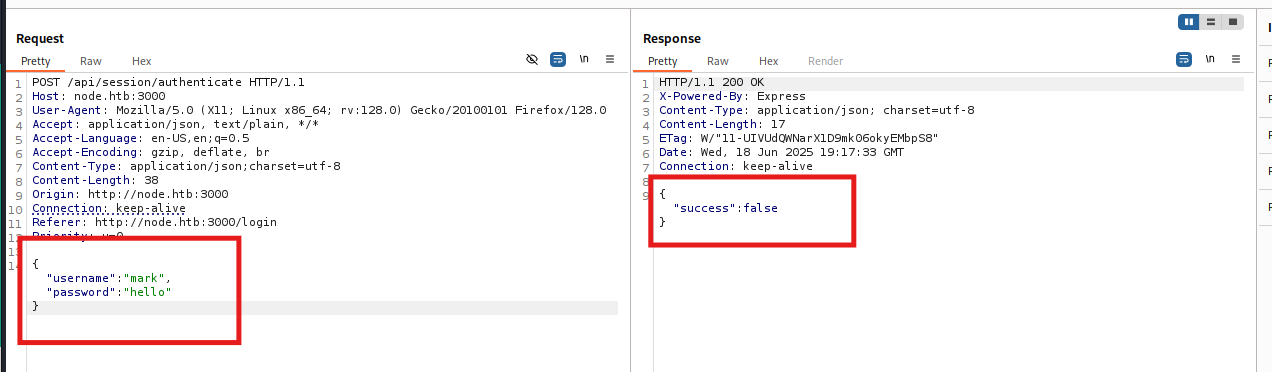 Request
Pretty Raw Hex
\n
1 POST /api/session/authenticate HTTP/1.1
2 Host: node.htb:3000
3 User-Agent: Mozilla/5.0 (X11; Linux x86_64; rv:128.0) Gecko/20100101 Firefox/128.0
4 Accept: application/json, text/plain, */*
5 Accept-Language: en-US,en;q=0.5
6 Accept-Encoding: gzip, deflate, br
7 Content-Type: application/json;charset=utf-8
8 Content-Length: 38
9 Origin: http://node.htb:3000
10 Connection: keep-alive
11 Referer: http://node.htb:3000/login
12 Priority: u=0
13
14 {
"username":"mark",
"password":"hello"
}
Response
Pretty Raw Hex Render
\n
1 HTTP/1.1 200 OK
2 X-Powered-By: Express
3 Content-Type: application/json; charset=utf-8
4 Content-Length: 17
5 ETag: W/"11-UIVUdQWNarX1D9mk06okyEMbpS8"
6 Date: Wed, 18 Jun 2025 19:17:33 GMT
7 Connection: keep-alive
8
9 {
"success":false
}